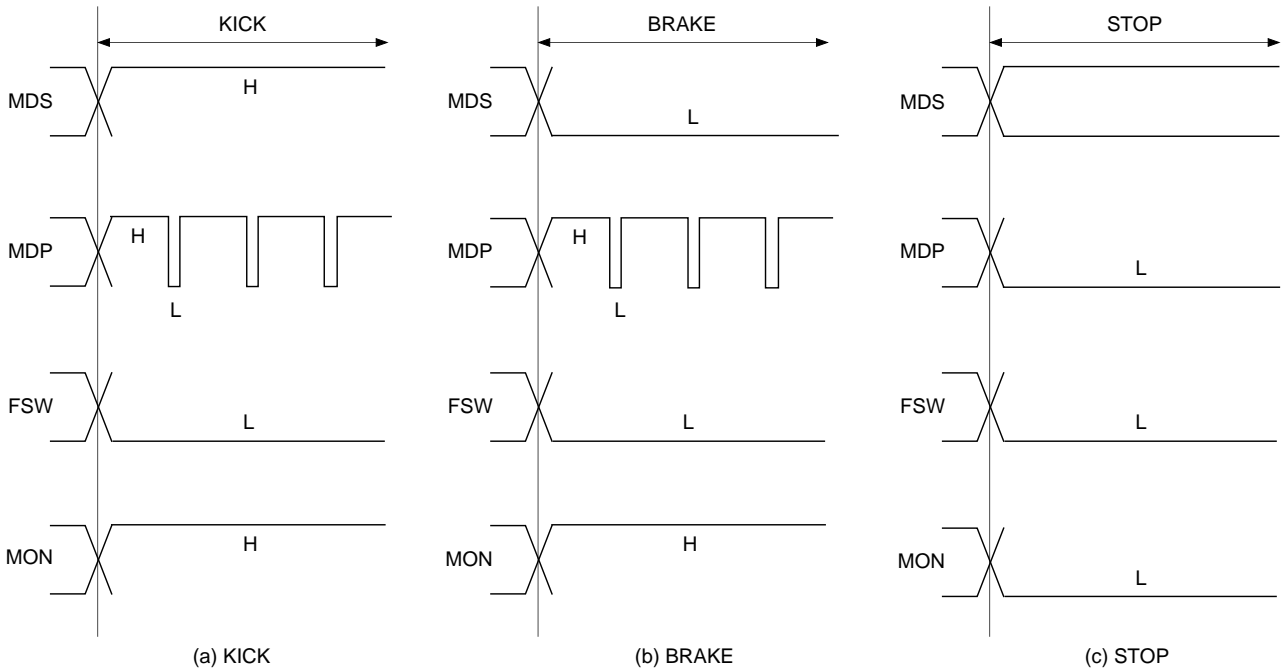 KICK
MDS
H
MDP
H
L
FSW
L
MON
H
(a) KICK
BRAKE
MDS
L
MDP
H
L
FSW
L
MON
H
(b) BRAKE
STOP
MDS
MDP
L
FSW
L
MON
L
(c) STOP